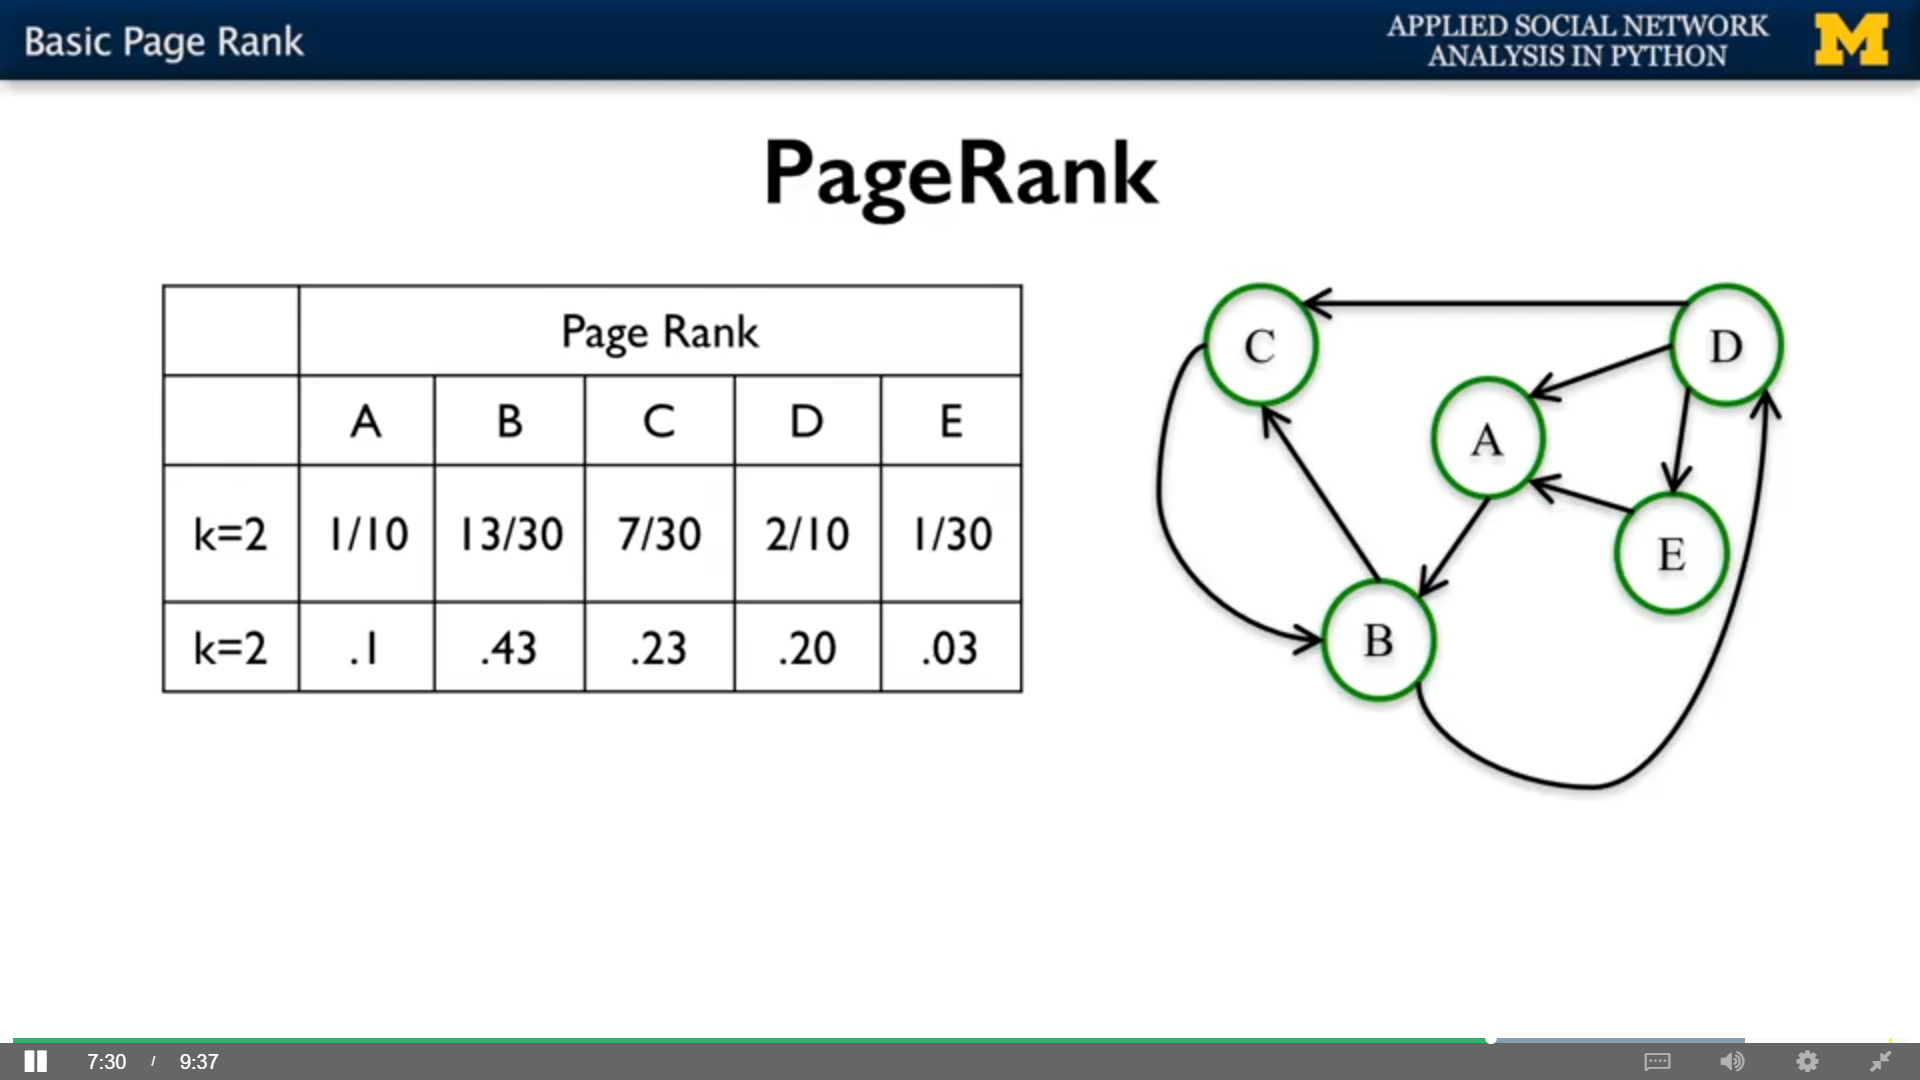 Basic Page Rank
APPLIED SOCIAL NETWORK
ANALYSIS IN PYTHON
M
PageRank
Page Rank
A B C D E
k=2 1/10 13/30 7/30 2/10 1/30
k=2 .1 .43 .23 .20 .03
C
D
A
E
B
7:30 / 9:37